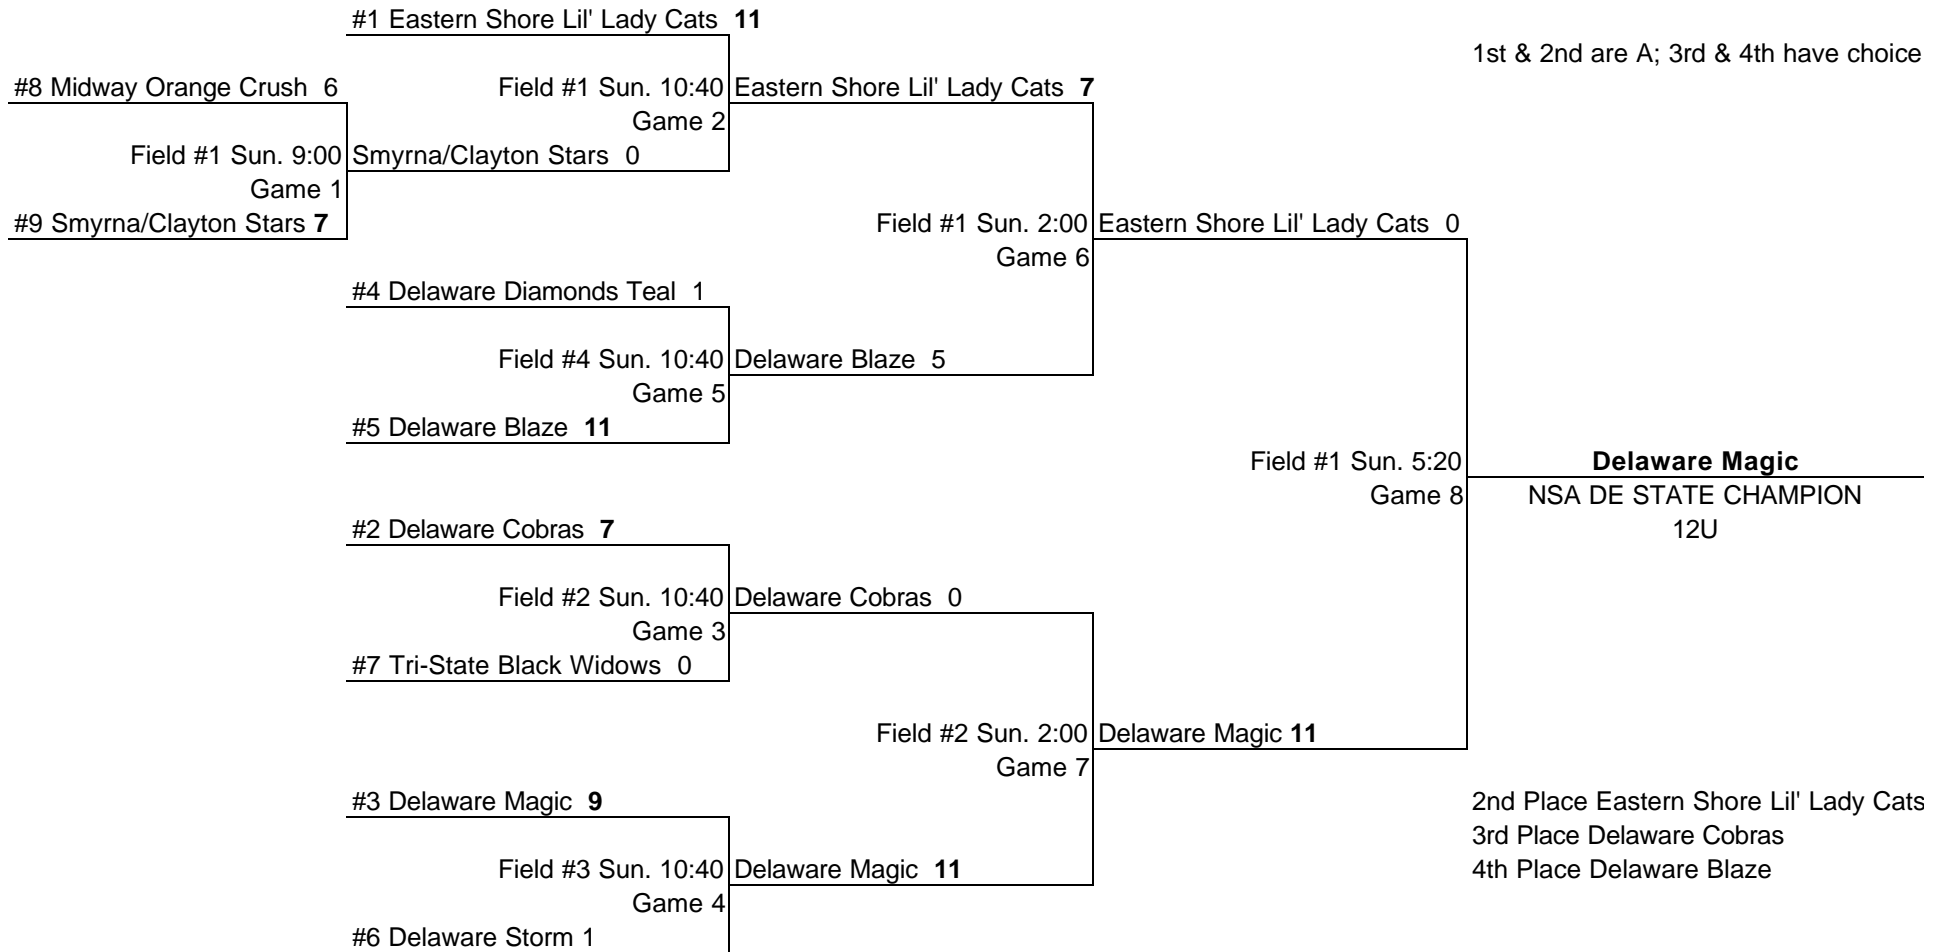 #1 Eastern Shore Lil' Lady Cats 11
1st & 2nd are A; 3rd & 4th have choice
#8 Midway Orange Crush 6
Field #1 Sun. 10:40
Eastern Shore Lil' Lady Cats 7
Game 2
Field #1 Sun. 9:00
Smyrna/Clayton Stars 0
Game 1
#9 Smyrna/Clayton Stars 7
Field #1 Sun. 2:00
Eastern Shore Lil' Lady Cats 0
Game 6
#4 Delaware Diamonds Teal 1
Field #4 Sun. 10:40
Delaware Blaze 5
Game 5
#5 Delaware Blaze 11
Field #1 Sun. 5:20
Delaware Magic
Game 8
NSA DE STATE CHAMPION
#2 Delaware Cobras 7
12U
Field #2 Sun. 10:40
Delaware Cobras 0
Game 3
#7 Tri-State Black Widows 0
Field #2 Sun. 2:00
Delaware Magic 11
Game 7
#3 Delaware Magic 9
2nd Place Eastern Shore Lil' Lady Cats
3rd Place Delaware Cobras
Field #3 Sun. 10:40
Delaware Magic 11
4th Place Delaware Blaze
Game 4
#6 Delaware Storm 1